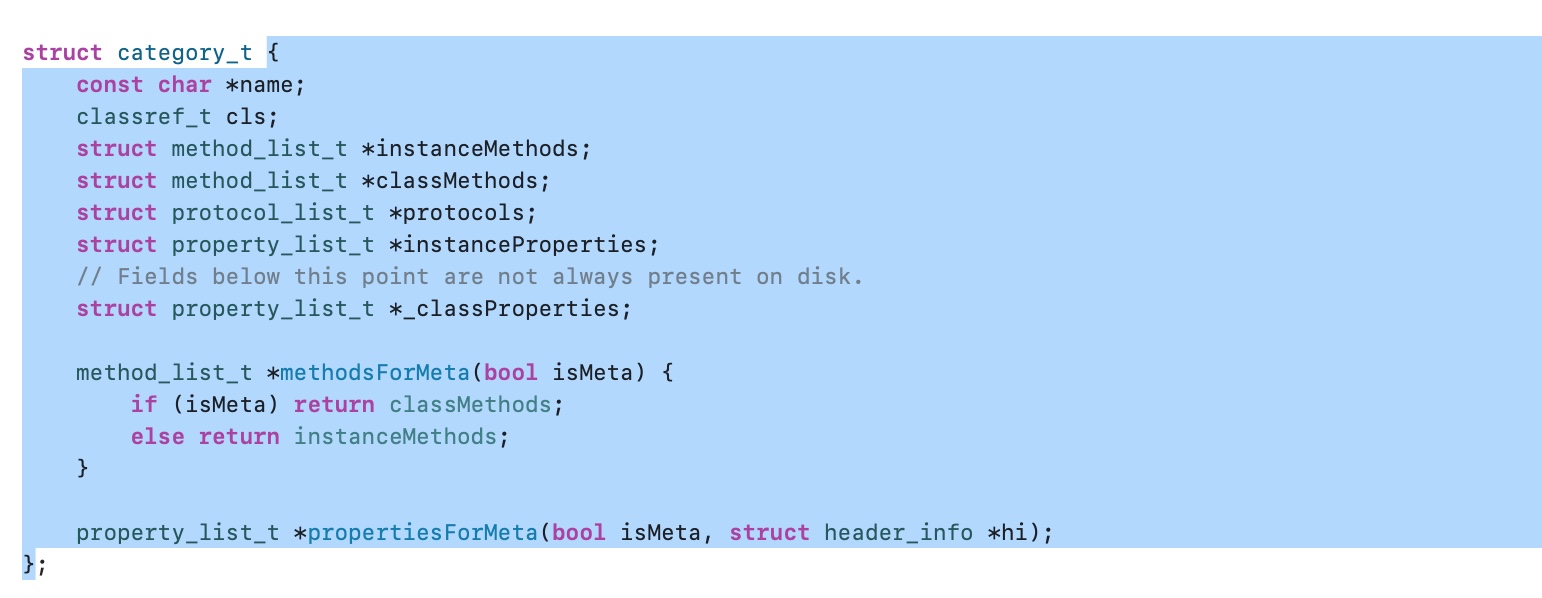 struct category_t {
    const char *name;
    classref_t cls;
    struct method_list_t *instanceMethods;
    struct method_list_t *classMethods;
    struct protocol_list_t *protocols;
    struct property_list_t *instanceProperties;
    // Fields below this point are not always present on disk.
    struct property_list_t *_classProperties;

    method_list_t *methodsForMeta(bool isMeta) {
        if (isMeta) return classMethods;
        else return instanceMethods;
    }

    property_list_t *propertiesForMeta(bool isMeta, struct header_info *hi);
};